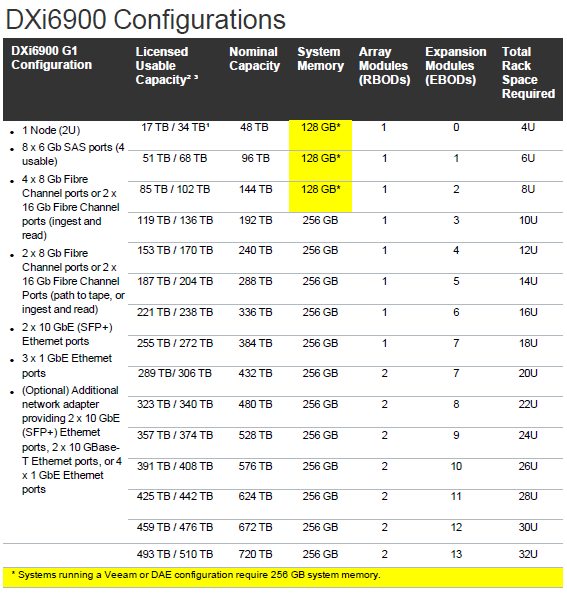 DXi6900 Configurations
DXi6900 G1 Configuration Licensed Usable Capacity² ³ Nominal Capacity System Memory Array Modules (RBODs) Expansion Modules (EBODs) Total Rack Space Required
• 1 Node (2U)
• 8 x 6 Gb SAS ports (4
usable)
• 4 x 8 Gb Fibre
Channel ports or 2 x
16 Gb Fibre Channel
ports (ingest and
read)
• 2 x 8 Gb Fibre
Channel ports or 2 x
16 Gb Fibre Channel
Ports (path to tape, or
ingest and read)
• 2 x 10 GbE (SFP+)
Ethernet ports
• 3 x 1 GbE Ethernet
ports
• (Optional) Additional
network adapter
providing 2 x 10 GbE
(SFP+) Ethernet
ports, 2 x 10 GBase-
T Ethernet ports, or 4
x 1 GbE Ethernet
ports
17 TB / 34 TB¹ 48 TB 128 GB* 1 0 4U
51 TB / 68 TB 96 TB 128 GB* 1 1 6U
85 TB / 102 TB 144 TB 128 GB* 1 2 8U
119 TB / 136 TB 192 TB 256 GB 1 3 10U
153 TB / 170 TB 240 TB 256 GB 1 4 12U
187 TB / 204 TB 288 TB 256 GB 1 5 14U
221 TB / 238 TB 336 TB 256 GB 1 6 16U
255 TB / 272 TB 384 TB 256 GB 1 7 18U
289 TB/ 306 TB 432 TB 256 GB 2 7 20U
323 TB / 340 TB 480 TB 256 GB 2 8 22U
357 TB / 374 TB 528 TB 256 GB 2 9 24U
391 TB / 408 TB 576 TB 256 GB 2 10 26U
425 TB / 442 TB 624 TB 256 GB 2 11 28U
459 TB / 476 TB 672 TB 256 GB 2 12 30U
493 TB / 510 TB 720 TB 256 GB 2 13 32U
* Systems running a Veeam or DAE configuration require 256 GB system memory.